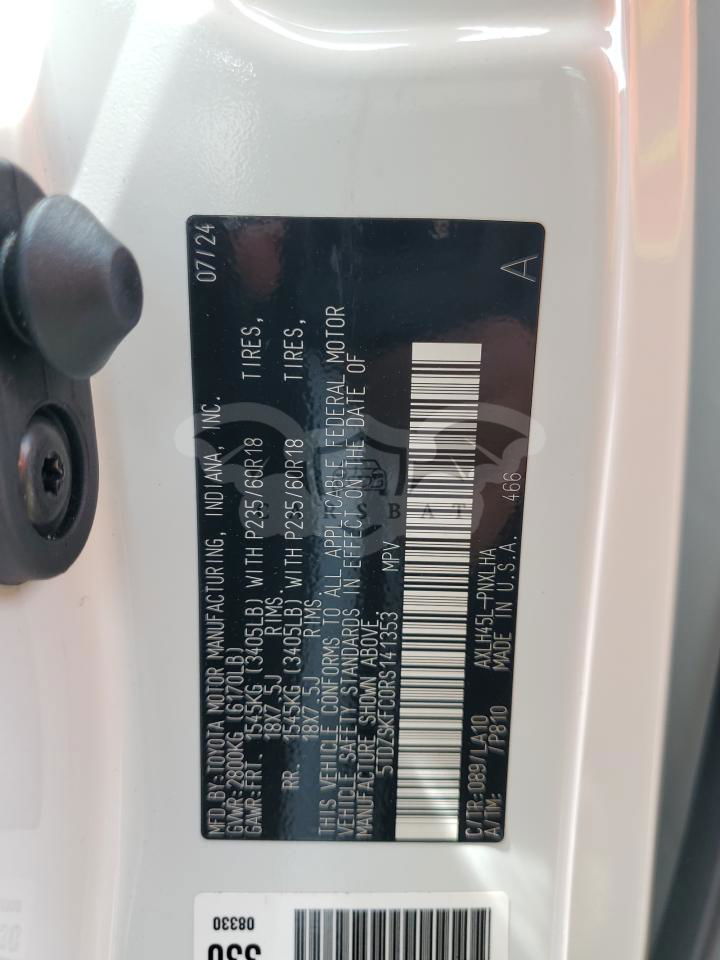 MFD.BY:TOYOTA MOTOR MANUFACTURING, INDIANA, INC. 07/24
GVWR:2800KG (6170LB)
GAWR:FRT. 1545KG (3405LB) WITH P235/60R18 TIRES,
18X7.5J RIMS.
RR. 1545KG (3405LB) WITH P235/60R18 TIRES,
18X7.5J RIMS.
THIS VEHICLE CONFORMS TO ALL APPLICABLE FEDERAL MOTOR
VEHICLE SAFETY STANDARDS IN EFFECT ON THE DATE OF
MANUFACTURE SHOWN ABOVE.
5TDZSKFC0RS141353 MPV
C/TR:089/LA10 AXLH45L-PNXLHA 466
A/TM: /P810 MADE IN U.S.A. A
08330